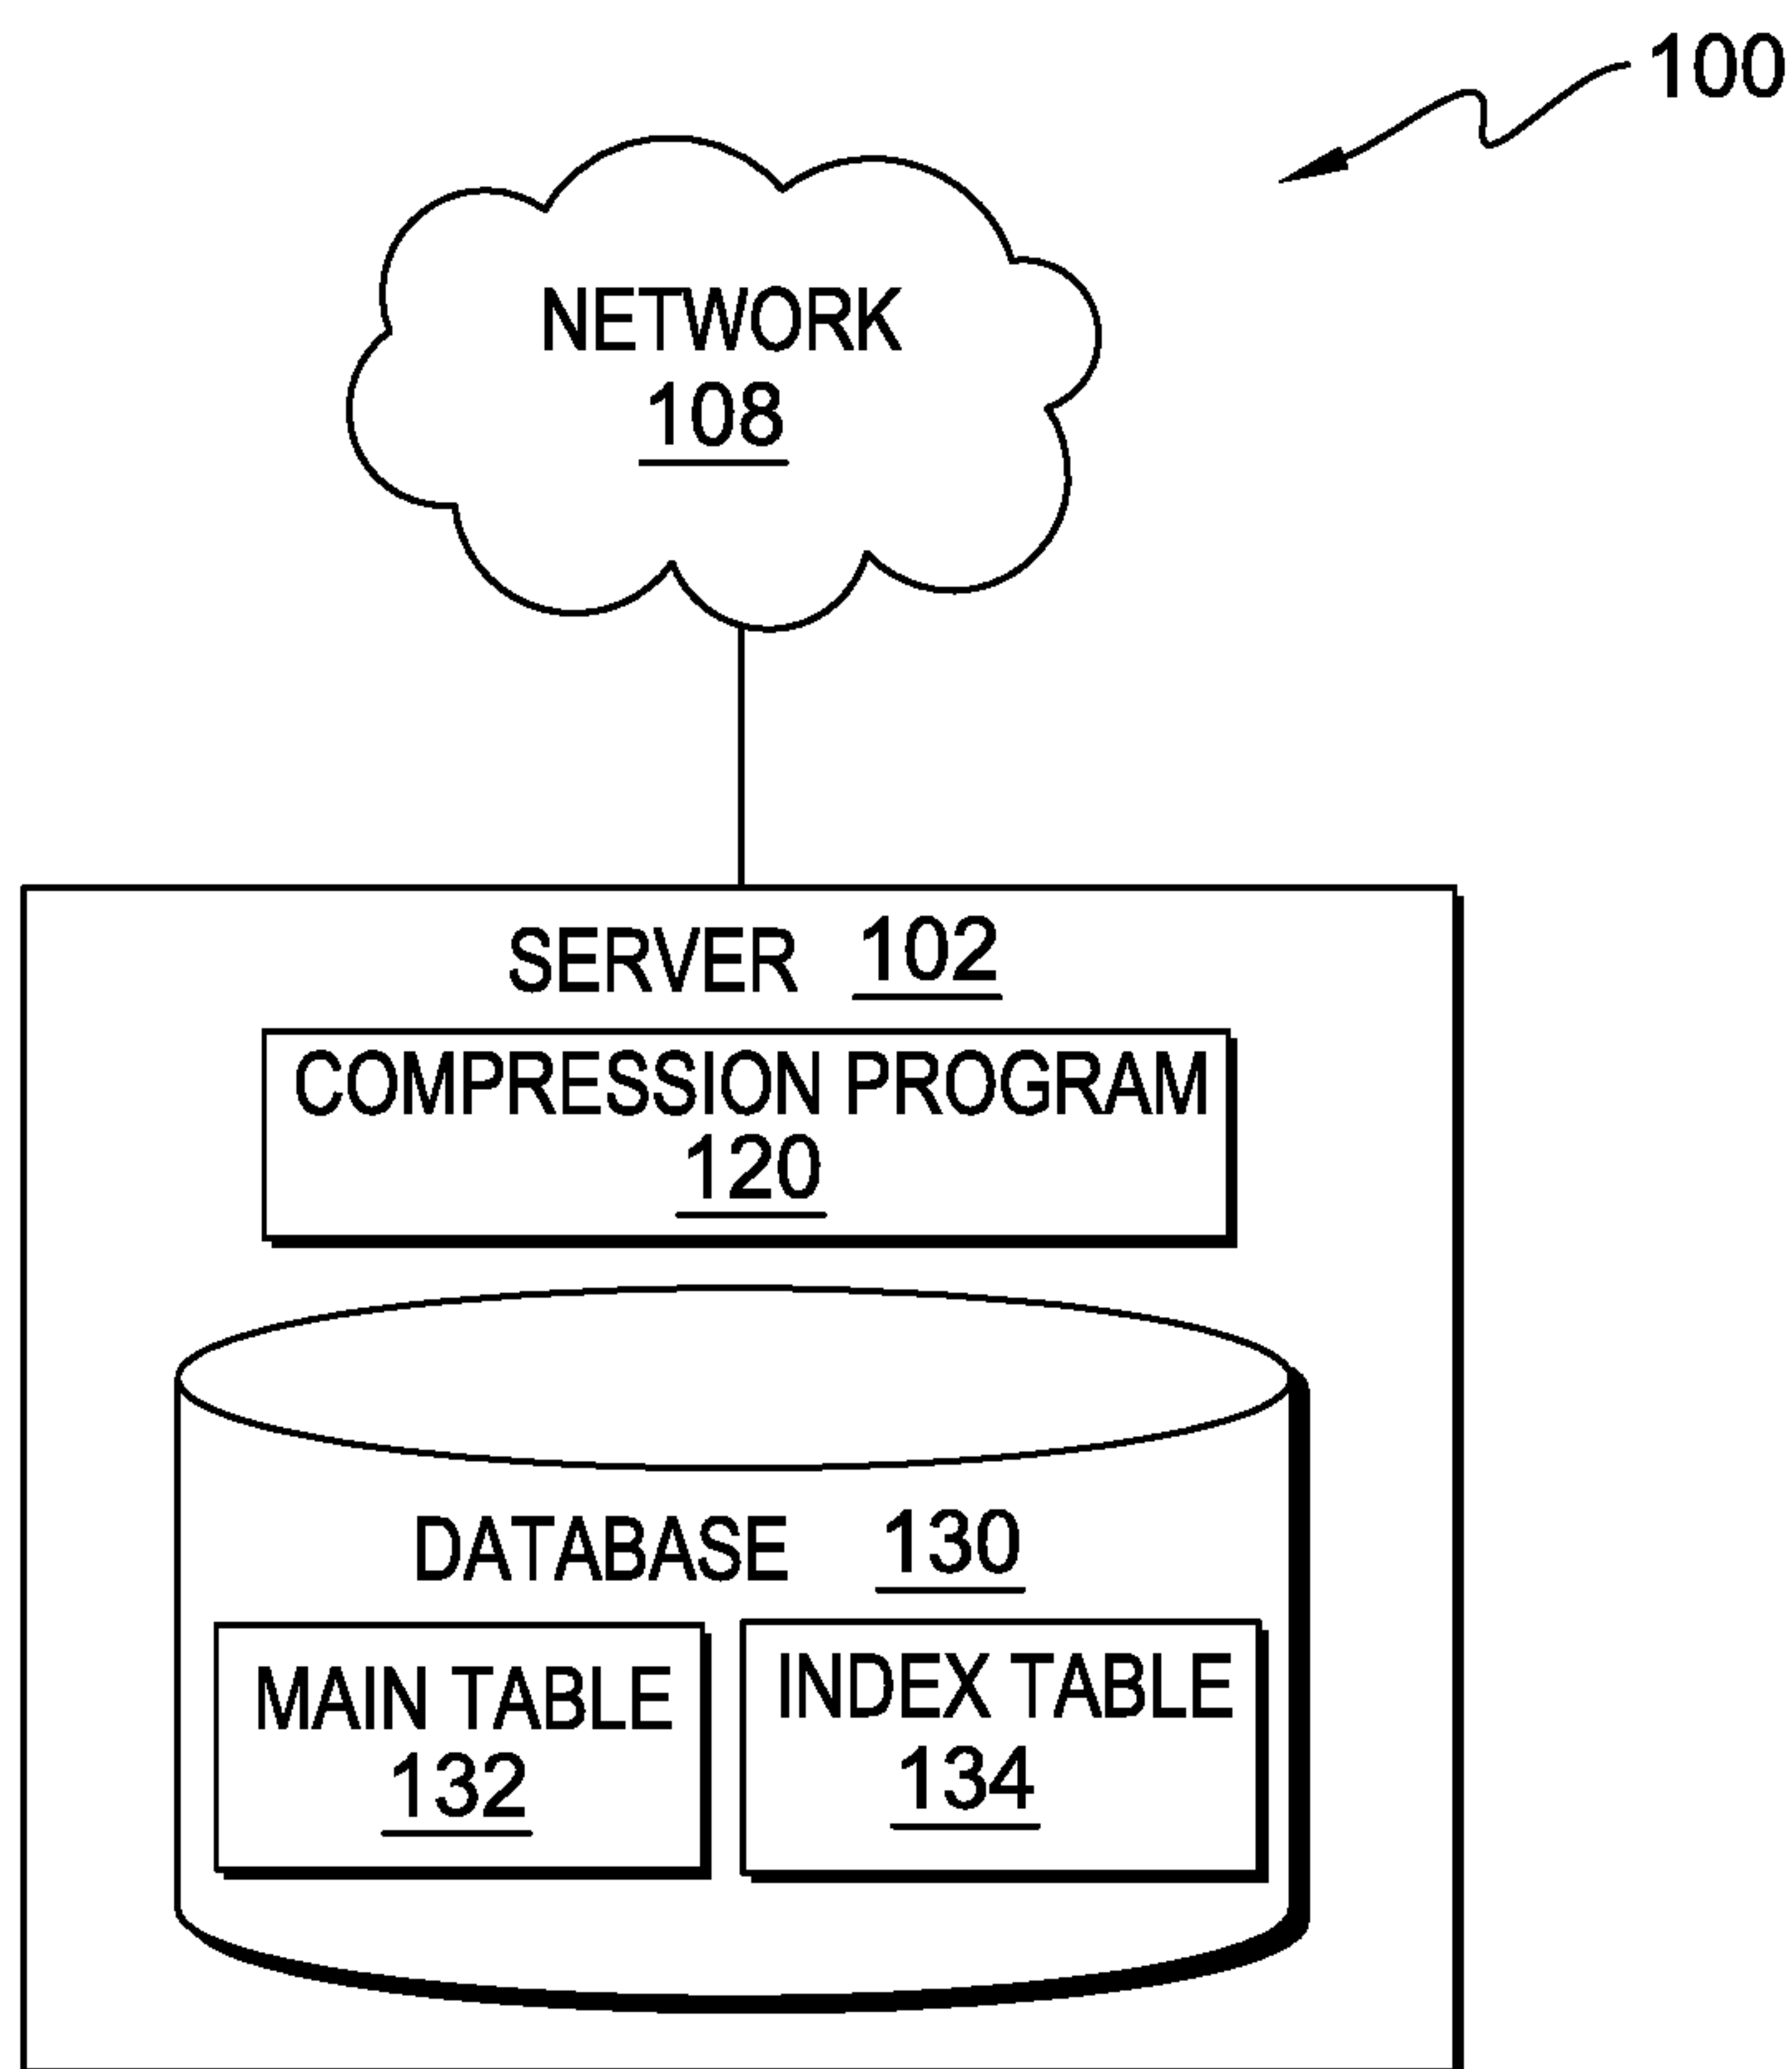 100
NETWORK
108
SERVER 102
COMPRESSION PROGRAM
120
DATABASE 130
MAIN TABLE
132
INDEX TABLE
134